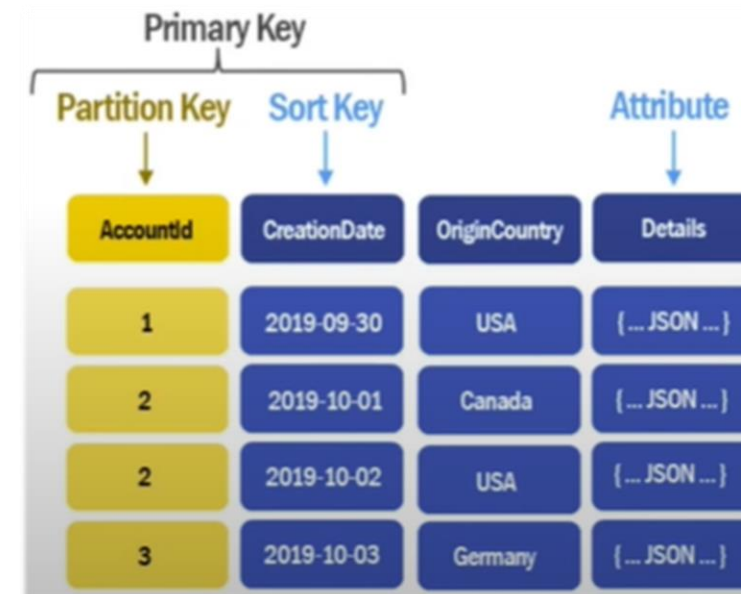 Primary Key
Partition Key Sort Key Attribute
AccountId CreationDate OriginCountry Details
1 2019-09-30 USA {... JSON ...}
2 2019-10-01 Canada {... JSON ...}
2 2019-10-02 USA {... JSON ...}
3 2019-10-03 Germany {... JSON ...}